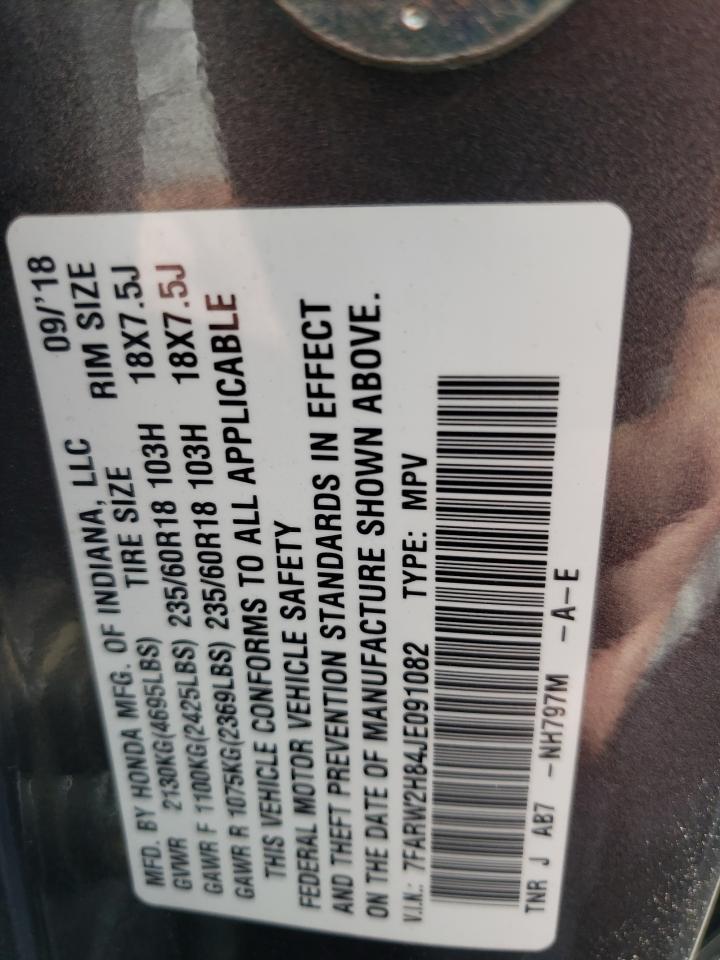 MFD. BY HONDA MFG. OF INDIANA, LLC 09/'18
TIRE SIZE RIM SIZE
GVWR 2130KG(4695LBS)
GAWR F 1100KG(2425LBS) 235/60R18 103H 18X7.5J
GAWR R 1075KG(2369LBS) 235/60R18 103H 18X7.5J
THIS VEHICLE CONFORMS TO ALL APPLICABLE
FEDERAL MOTOR VEHICLE SAFETY
AND THEFT PREVENTION STANDARDS IN EFFECT
ON THE DATE OF MANUFACTURE SHOWN ABOVE.
V.I.N.: 7FARW2H84JE091082 TYPE: MPV
TNR J AB7 -NH797M -A-E